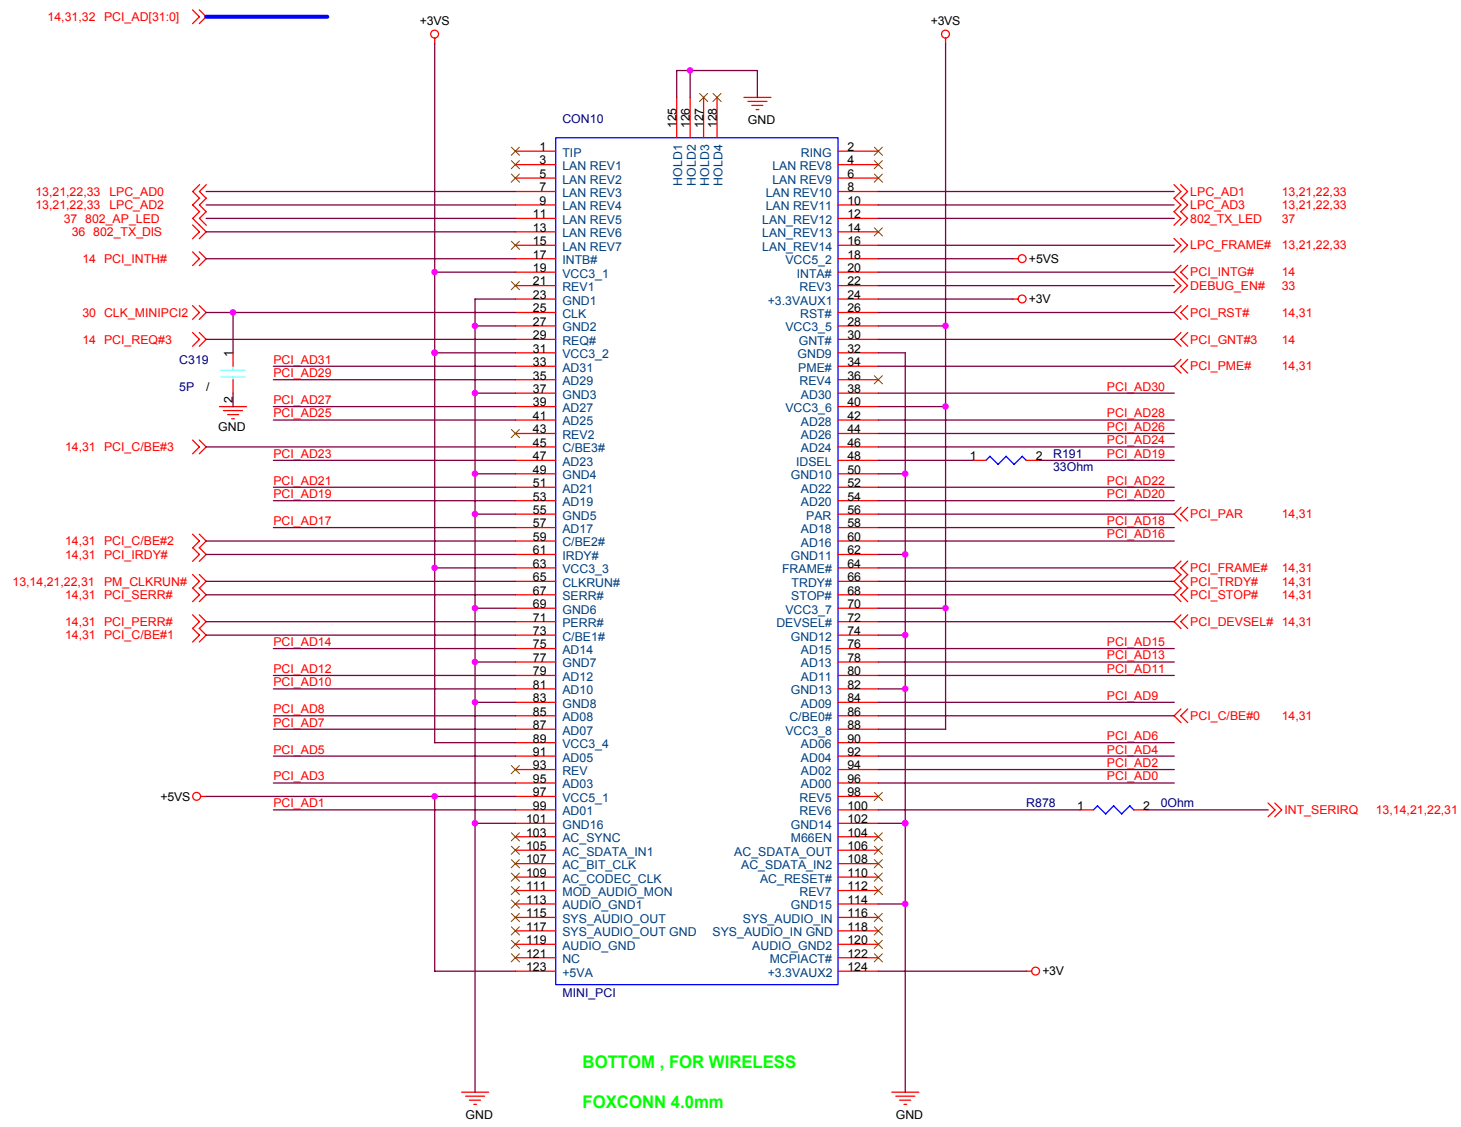 14,31,32 PCI_AD[31:0]
+3VS +3VS
GND
CON10
125 126 127 128
HOLD1 HOLD2 HOLD3 HOLD4
1 TIP RING 2
3 LAN REV1 LAN REV8 4
5 LAN REV2 LAN REV9 6
13,21,22,33 LPC_AD0 7 LAN REV3 LAN REV10 8 LPC_AD1 13,21,22,33
13,21,22,33 LPC_AD2 9 LAN REV4 LAN REV11 10 LPC_AD3 13,21,22,33
37 802_AP_LED 11 LAN REV5 LAN_REV12 12 802_TX_LED 37
36 802_TX_DIS 13 LAN REV6 LAN_REV13 14
15 LAN REV7 LAN_REV14 16 LPC_FRAME# 13,21,22,33
14 PCI_INTH# 17 INTB# VCC5_2 18 +5VS
19 VCC3_1 INTA# 20 PCI_INTG# 14
21 REV1 REV3 22 DEBUG_EN# 33
23 GND1 +3.3VAUX1 24 +3V
30 CLK_MINIPCI2 25 CLK RST# 26 PCI_RST# 14,31
27 GND2 VCC3_5 28
14 PCI_REQ#3 29 REQ# GNT# 30 PCI_GNT#3 14
31 VCC3_2 GND9 32
C319 1
PCI_AD31 33 AD31 PME# 34 PCI_PME# 14,31
PCI_AD29 35 AD29 REV4 36
5P / 2
GND
37 GND3 AD30 38 PCI_AD30
PCI_AD27 39 AD27 VCC3_6 40
PCI_AD25 41 AD25 AD28 42 PCI_AD28
43 REV2 AD26 44 PCI_AD26
14,31 PCI_C/BE#3 45 C/BE3# AD24 46 PCI_AD24
PCI_AD23 47 AD23 IDSEL 48 1 2 R191 PCI_AD19
33Ohm
49 GND4 GND10 50
PCI_AD21 51 AD21 AD22 52 PCI_AD22
PCI_AD19 53 AD19 AD20 54 PCI_AD20
55 GND5 PAR 56 PCI_PAR 14,31
PCI_AD17 57 AD17 AD18 58 PCI_AD18
14,31 PCI_C/BE#2 59 C/BE2# AD16 60 PCI_AD16
14,31 PCI_IRDY# 61 IRDY# GND11 62
63 VCC3_3 FRAME# 64 PCI_FRAME# 14,31
13,14,21,22,31 PM_CLKRUN# 65 CLKRUN# TRDY# 66 PCI_TRDY# 14,31
14,31 PCI_SERR# 67 SERR# STOP# 68 PCI_STOP# 14,31
69 GND6 VCC3_7 70
14,31 PCI_PERR# 71 PERR# DEVSEL# 72 PCI_DEVSEL# 14,31
14,31 PCI_C/BE#1 73 C/BE1# GND12 74
PCI_AD14 75 AD14 AD15 76 PCI_AD15
77 GND7 AD13 78 PCI_AD13
PCI_AD12 79 AD12 AD11 80 PCI_AD11
PCI_AD10 81 AD10 GND13 82
83 GND8 AD09 84 PCI_AD9
PCI_AD8 85 AD08 C/BE0# 86 PCI_C/BE#0 14,31
PCI_AD7 87 AD07 VCC3_8 88
89 VCC3_4 AD06 90 PCI_AD6
PCI_AD5 91 AD05 AD04 92 PCI_AD4
93 REV AD02 94 PCI_AD2
PCI_AD3 95 AD03 AD00 96 PCI_AD0
+5VS 97 VCC5_1 REV5 98
PCI_AD1 99 AD01 REV6 100 R878 1 2 0Ohm INT_SERIRQ 13,14,21,22,31
101 GND16 GND14 102
103 AC_SYNC M66EN 104
105 AC_SDATA_IN1 AC_SDATA_OUT 106
107 AC_BIT_CLK AC_SDATA_IN2 108
109 AC_CODEC_CLK AC_RESET# 110
111 MOD_AUDIO_MON REV7 112
113 AUDIO_GND1 GND15 114
115 SYS_AUDIO_OUT SYS_AUDIO_IN 116
117 SYS_AUDIO_OUT GND SYS_AUDIO_IN GND 118
119 AUDIO_GND AUDIO_GND2 120
121 NC MCPIACT# 122
123 +5VA +3.3VAUX2 124 +3V
MINI_PCI
BOTTOM , FOR WIRELESS
FOXCONN 4.0mm
GND GND